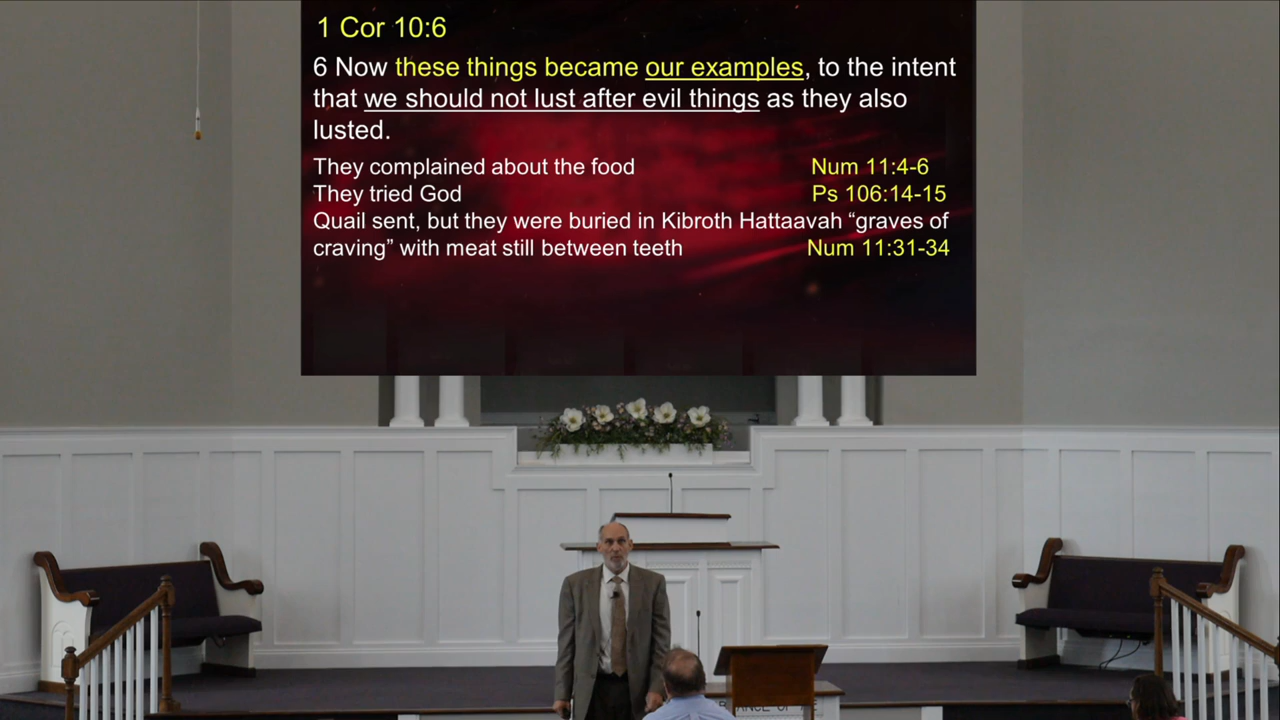 1 Cor 10:6
6 Now these things became our examples, to the intent
that we should not lust after evil things as they also
lusted.
They complained about the food Num 11:4-6
They tried God Ps 106:14-15
Quail sent, but they were buried in Kibroth Hattaavah “graves of
craving” with meat still between teeth Num 11:31-34
OF ME